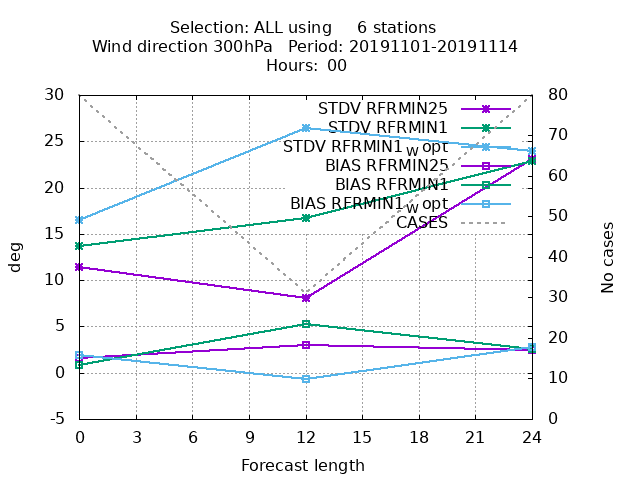 Selection: ALL using     6 stations
Wind direction 300hPa   Period: 20191101-20191114
Hours: 00
30
25
20
15
10
5
0
-5
deg
80
70
60
50
40
30
20
10
0
No cases
STDV RFRMIN25
STDV RFRMIN1
STDV RFRMIN1_w opt
BIAS RFRMIN25
BIAS RFRMIN1
BIAS RFRMIN1_w opt
CASES
0 3 6 9 12 15 18 21 24
Forecast length